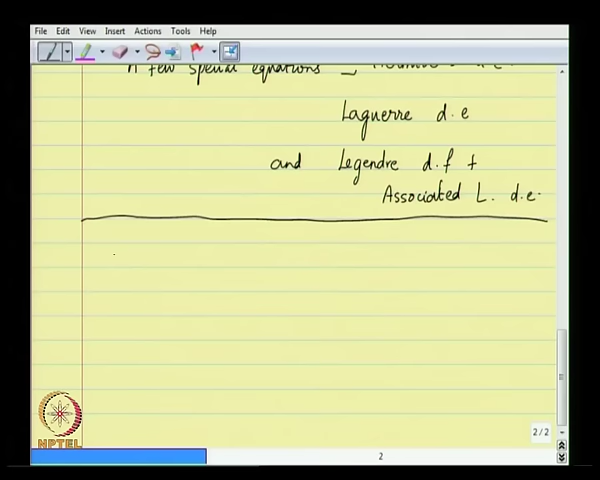 File Edit View Insert Actions Tools Help
A few special equations
Laguerre d.e
and Legendre d.f +
Associated L. d.e.
2/2
NPTEL
2